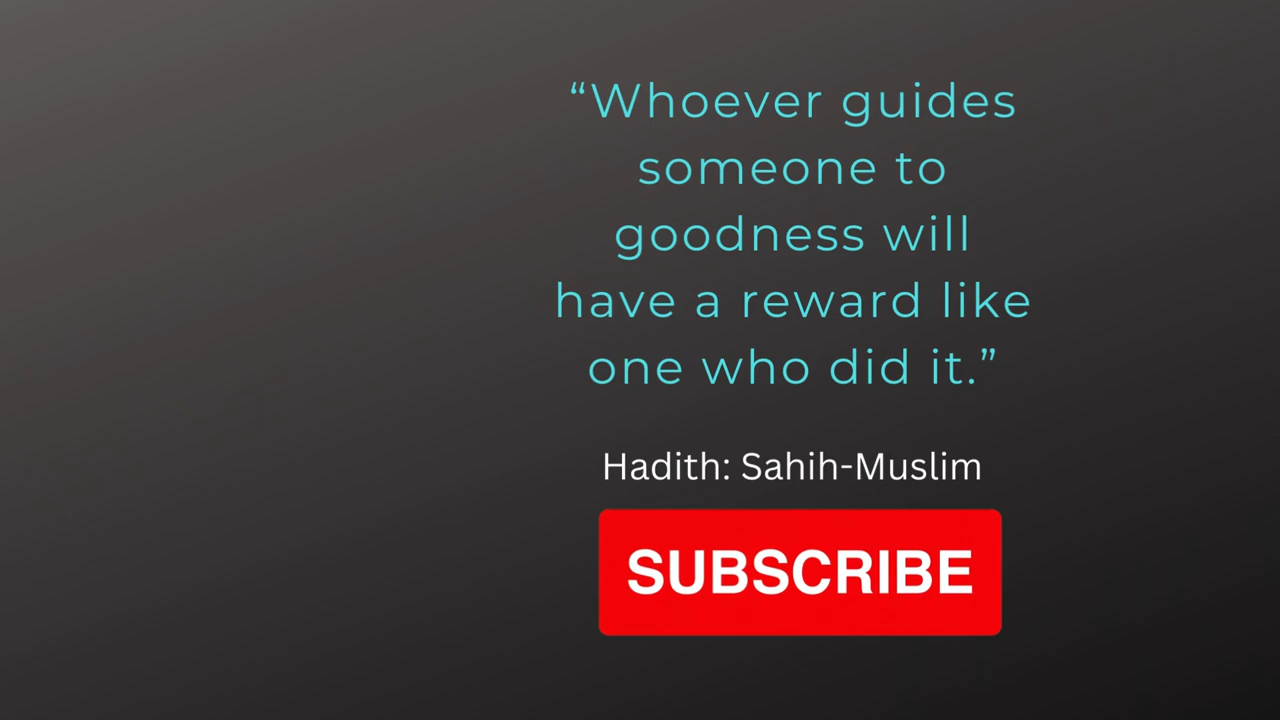 “Whoever guides
someone to
goodness will
have a reward like
one who did it.”
Hadith: Sahih-Muslim
SUBSCRIBE